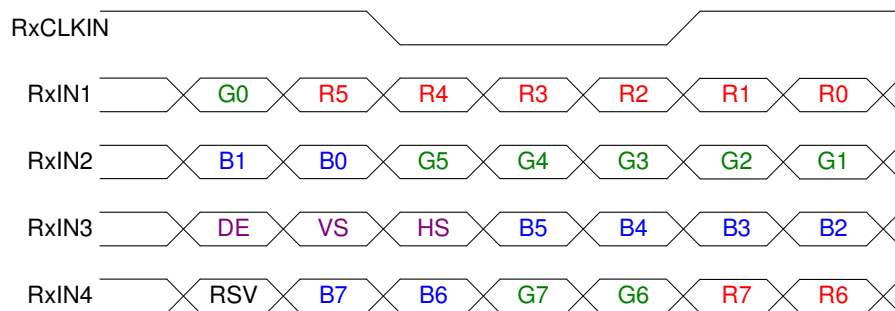 RxCLKIN
RxIN1 G0 R5 R4 R3 R2 R1 R0
RxIN2 B1 B0 G5 G4 G3 G2 G1
RxIN3 DE VS HS B5 B4 B3 B2
RxIN4 RSV B7 B6 G7 G6 R7 R6